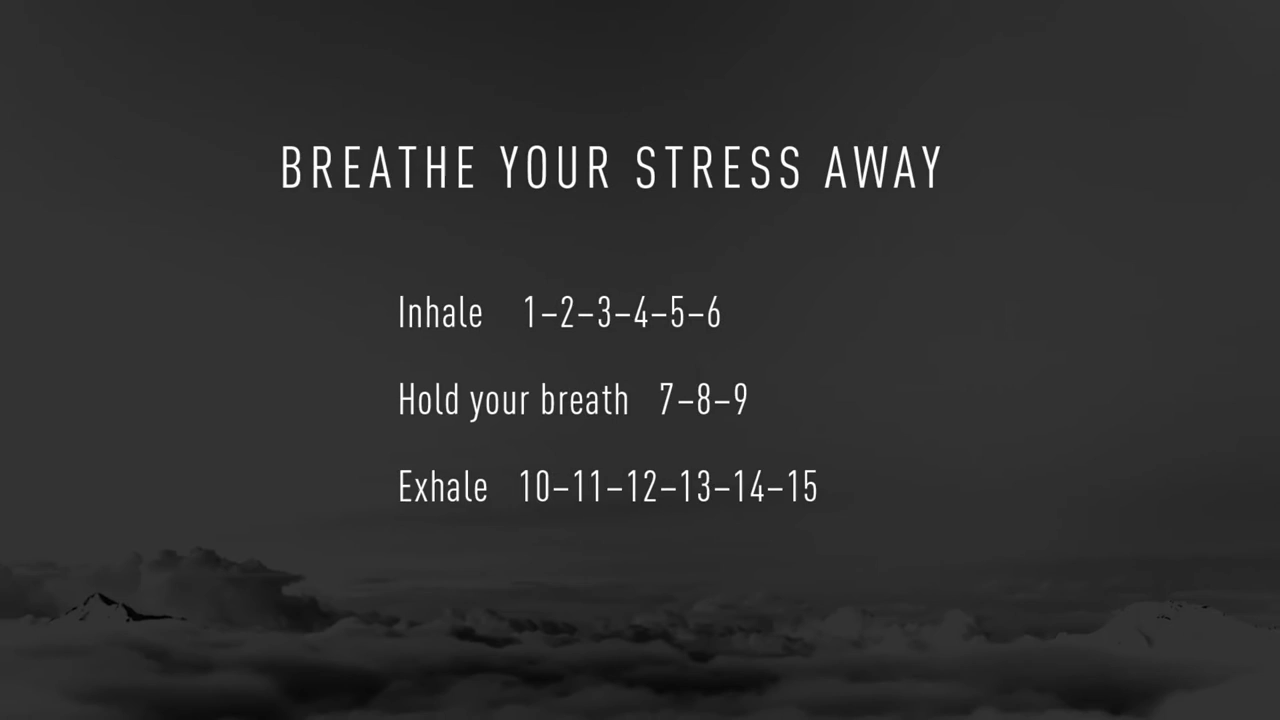 BREATHE YOUR STRESS AWAY
Inhale 1–2–3–4–5–6
Hold your breath 7–8–9
Exhale 10–11–12–13–14–15